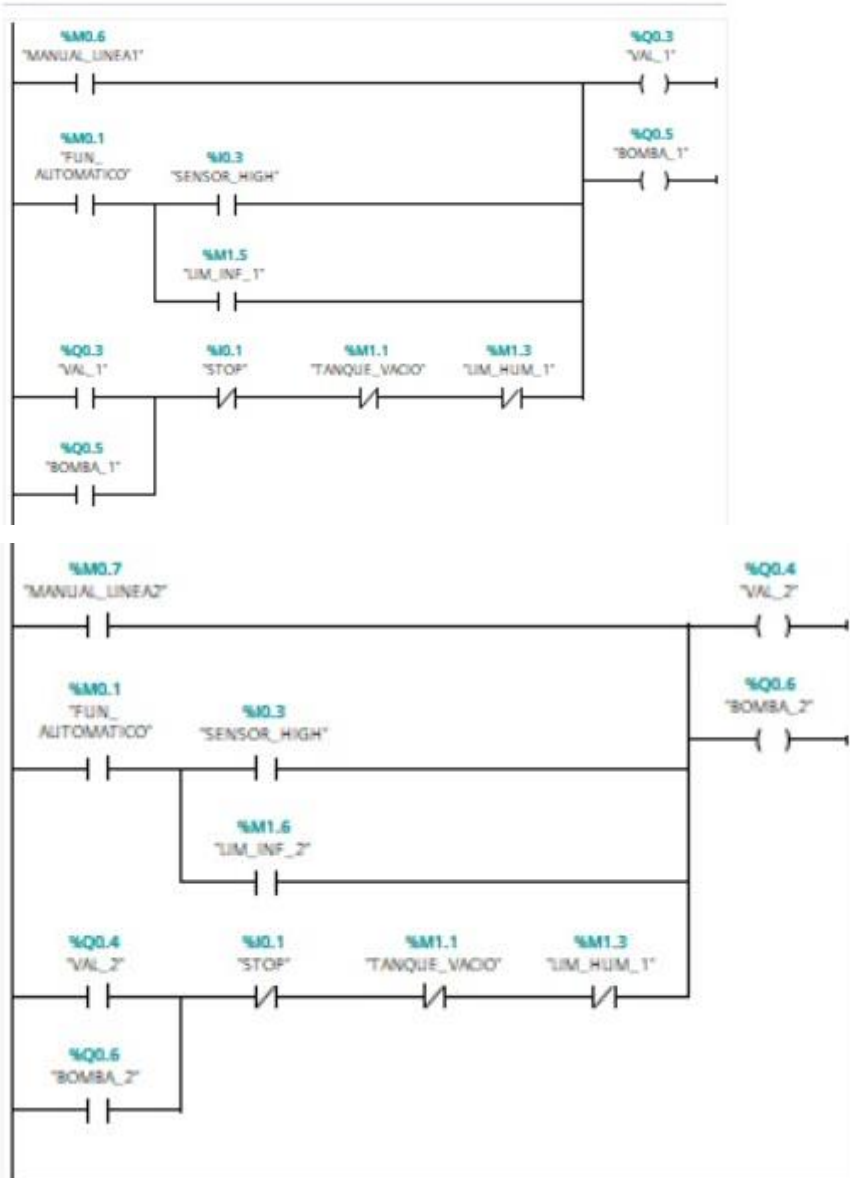 %M0.6
"MANUAL_LINEA1"
%Q0.3
"VAL_1"
%M0.1
"FUN_
AUTOMATICO"
%I0.3
"SENSOR_HIGH"
%Q0.5
"BOMBA_1"
%M1.5
"LIM_INF_1"
%Q0.3
"VAL_1"
%I0.1
"STOP"
%M1.1
"TANQUE_VACIO"
%M1.3
"LIM_HUM_1"
%Q0.5
"BOMBA_1"
%M0.7
"MANUAL_LINEA2"
%Q0.4
"VAL_2"
%M0.1
"FUN_
AUTOMATICO"
%I0.3
"SENSOR_HIGH"
%Q0.6
"BOMBA_2"
%M1.6
"LIM_INF_2"
%Q0.4
"VAL_2"
%I0.1
"STOP"
%M1.1
"TANQUE_VACIO"
%M1.3
"LIM_HUM_1"
%Q0.6
"BOMBA_2"